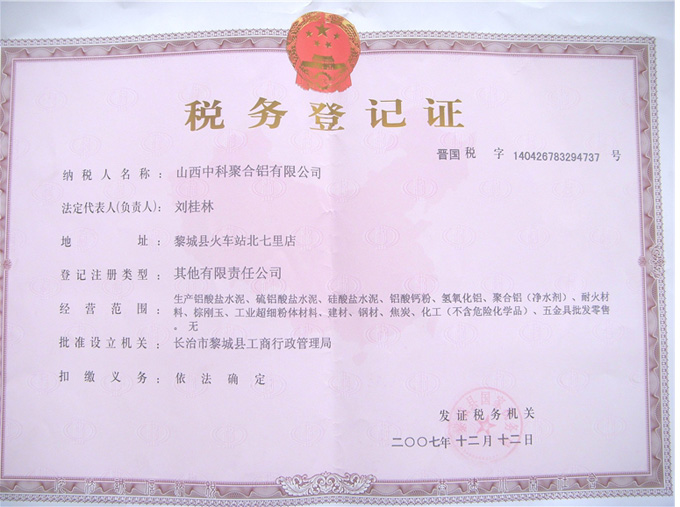 税务登记证
晋国税 字 140426783294737 号
纳税人名称： 山西中科聚合铝有限公司
法定代表人(负责人)： 刘桂林
地 址： 黎城县火车站北七里店
登记注册类型： 其他有限责任公司
经营范围： 生产铝酸盐水泥、硫铝酸盐水泥、硅酸盐水泥、铝酸钙粉、氢氧化铝、聚合铝（净水剂）、耐火材
料、棕刚玉、工业超细粉体材料、建材、钢材、焦炭、化工（不含危险化学品）、五金具批发零售
。 无
批准设立机关： 长治市黎城县工商行政管理局
扣缴义务： 依法确定
发证税务机关
二〇〇七年 十二月 十二日